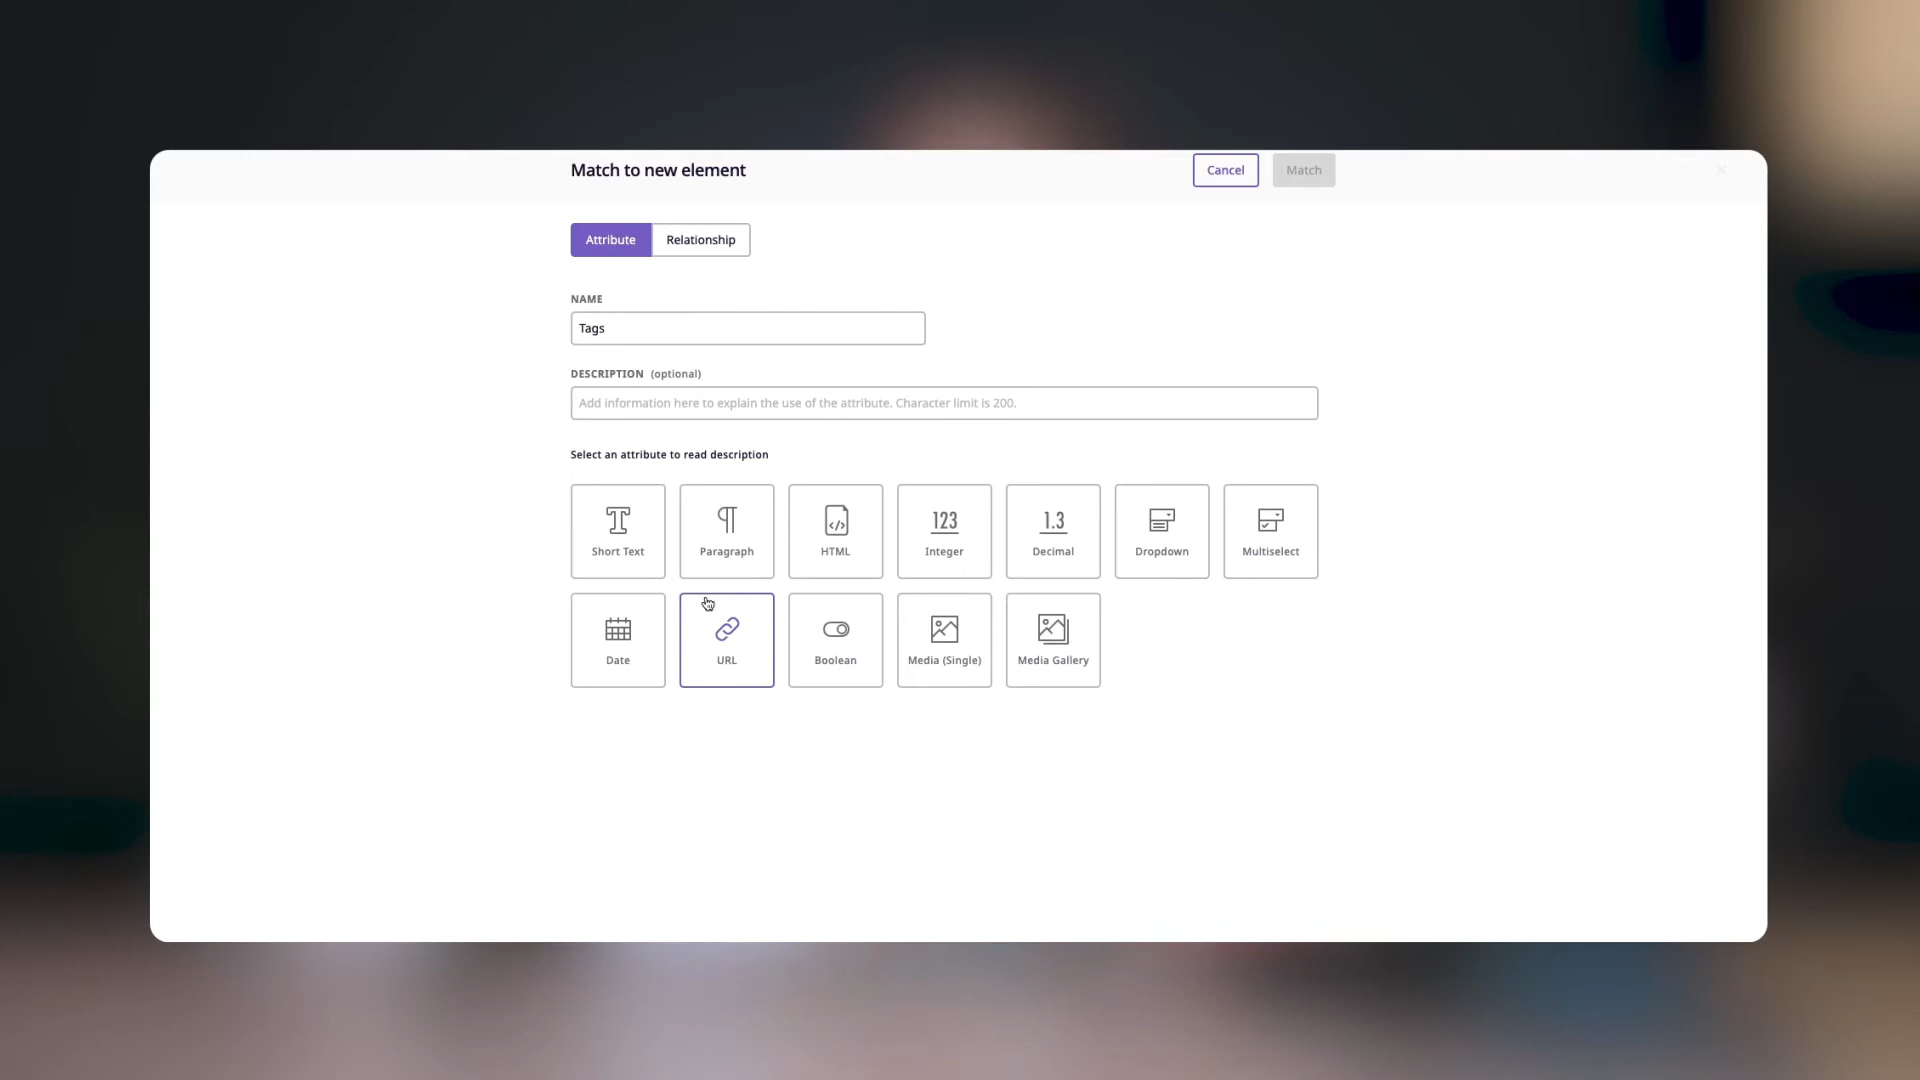 Match to new element
Cancel
Match
Attribute
Relationship
NAME
Tags
DESCRIPTION (optional)
Add information here to explain the use of the attribute. Character limit is 200.
Select an attribute to read description
Short Text
Paragraph
HTML
123
Integer
1.3
Decimal
Dropdown
Multiselect
Date
URL
Boolean
Media (Single)
Media Gallery